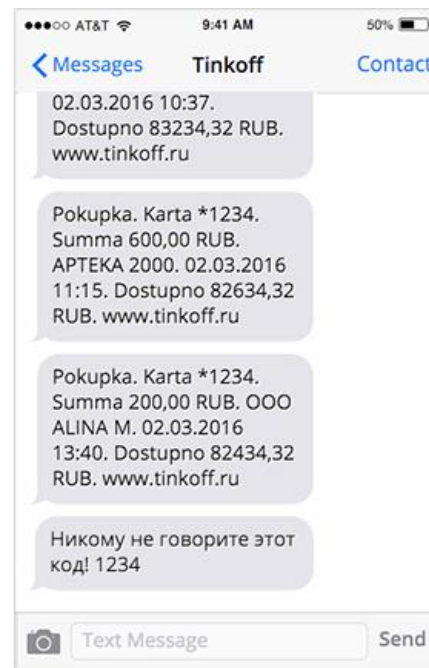 AT&T 9:41 AM 50%
Messages Tinkoff Contact
02.03.2016 10:37.
Dostupno 83234,32 RUB.
www.tinkoff.ru
Pokupka. Karta *1234.
Summa 600,00 RUB.
APTEKA 2000. 02.03.2016
11:15. Dostupno 82634,32
RUB. www.tinkoff.ru
Pokupka. Karta *1234.
Summa 200,00 RUB. OOO
ALINA M. 02.03.2016
13:40. Dostupno 82434,32
RUB. www.tinkoff.ru
Никому не говорите этот
код! 1234
Text Message Send